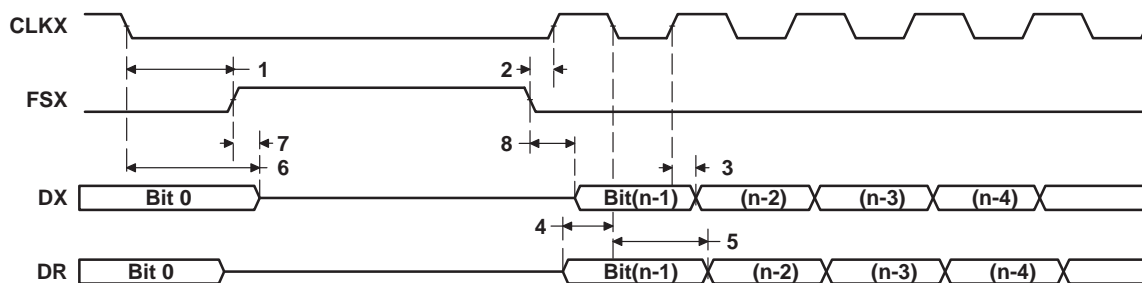 CLKX
1
2
FSX
7
8
6
3
DX
Bit 0
Bit(n-1)
(n-2)
(n-3)
(n-4)
4
5
DR
Bit 0
Bit(n-1)
(n-2)
(n-3)
(n-4)